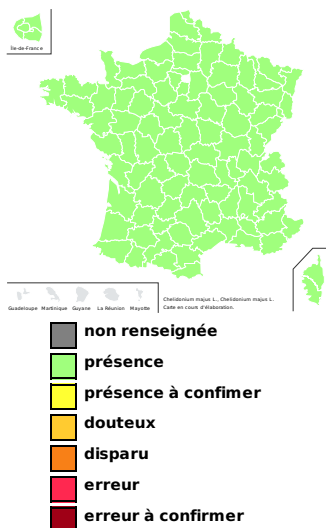 Île-de-France
Guadeloupe Martinique Guyane La Réunion Mayotte
Chelidonium majus L., Chelidonium majus L.
Carte en cours d'élaboration.
non renseignée
présence
présence à confimer
douteux
disparu
erreur
erreur à confirmer